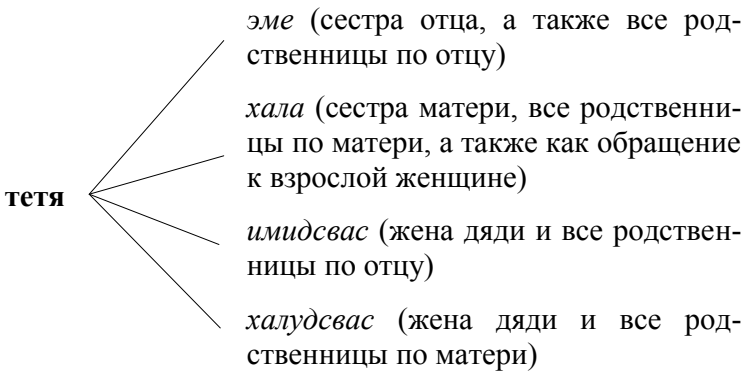 эме (сестра отца, а также все род-
ственницы по отцу)
хала (сестра матери, все родственни-
цы по матери, а также как обращение
к взрослой женщине)
тетя
имидсвас (жена дяди и все родствен-
ницы по отцу)
халудсвас (жена дяди и все род-
ственницы по матери)